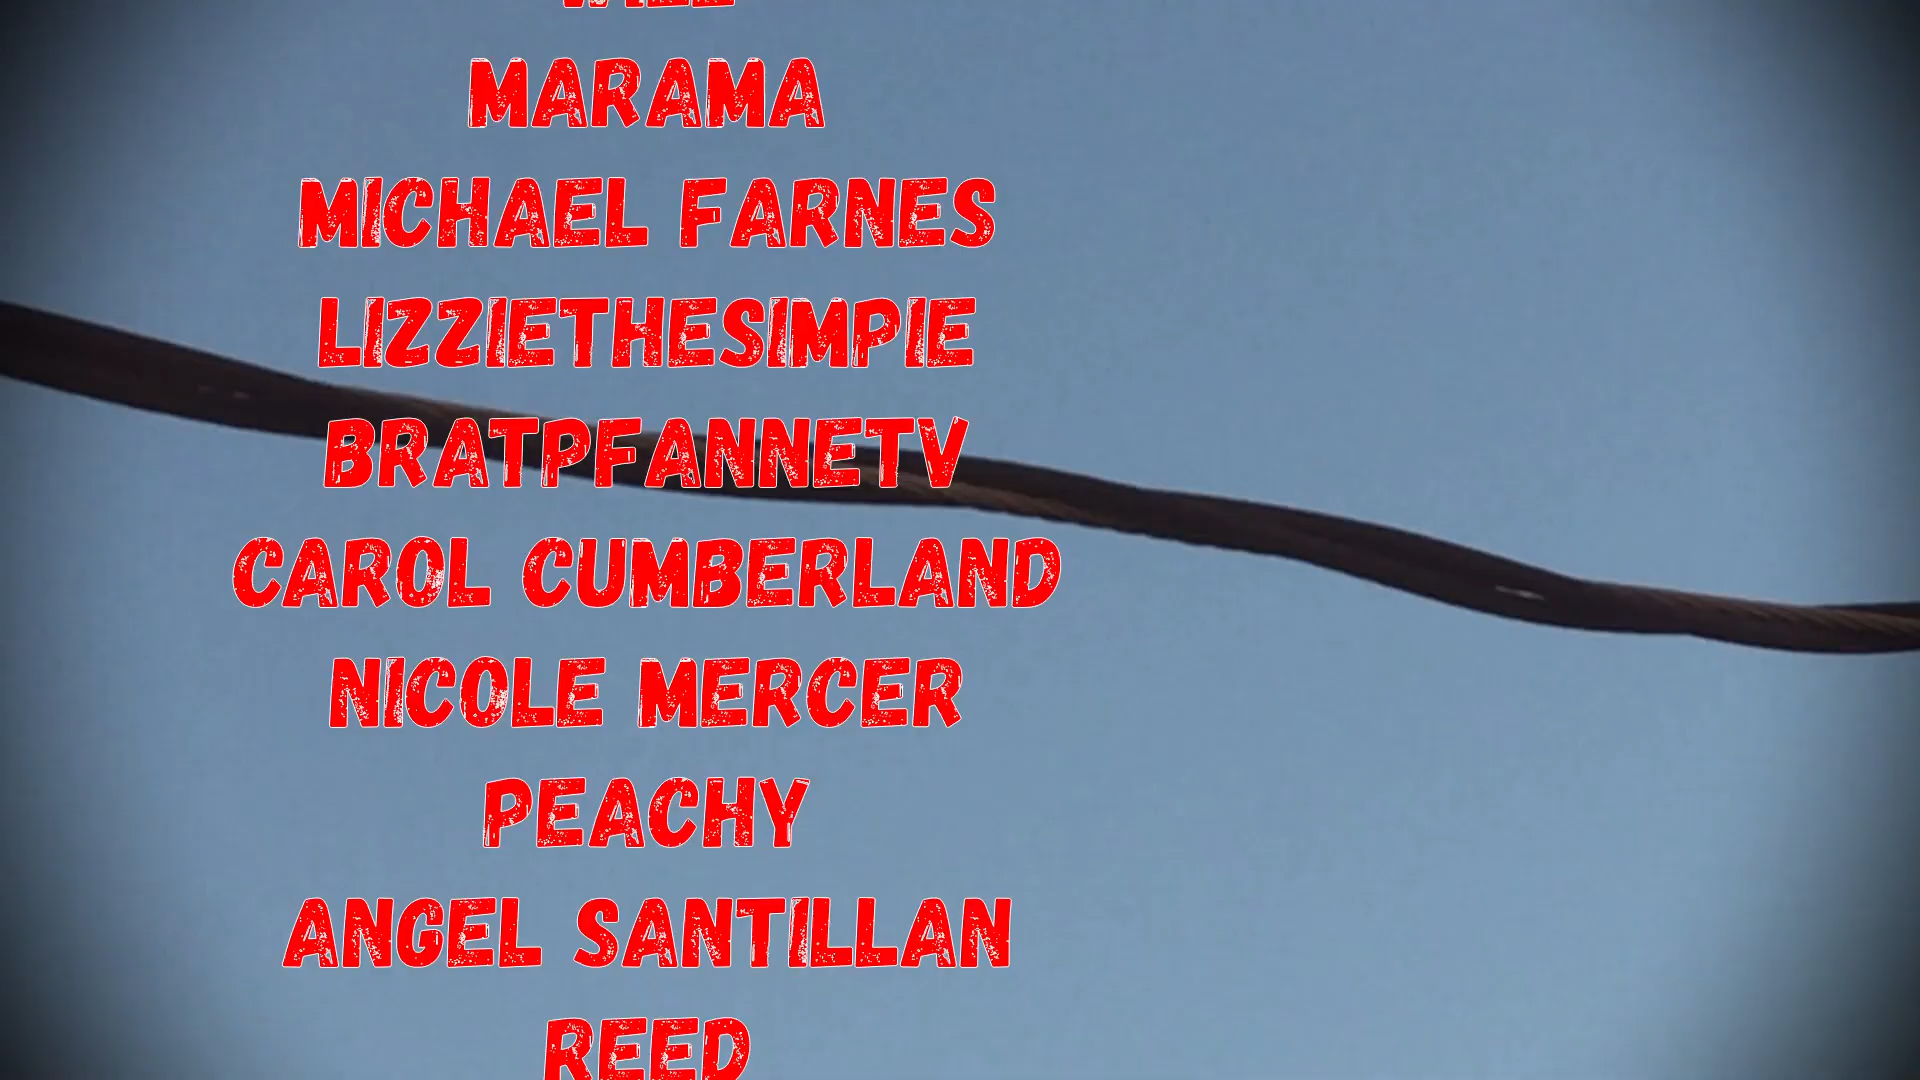 MARAMA
MICHAEL FARNES
LIZZIETHESIMPIE
BRATPFANNETV
CAROL CUMBERLAND
NICOLE MERCER
PEACHY
ANGEL SANTILLAN
REED